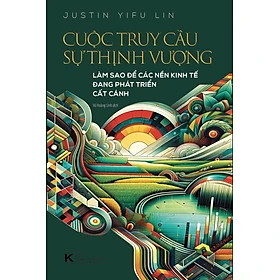 JUSTIN YIFU LIN
CUỘC TRUY CẦU
SỰ THỊNH VƯỢNG
LÀM SAO ĐỂ CÁC NỀN KINH TẾ
ĐANG PHÁT TRIỂN
CẤT CÁNH
K